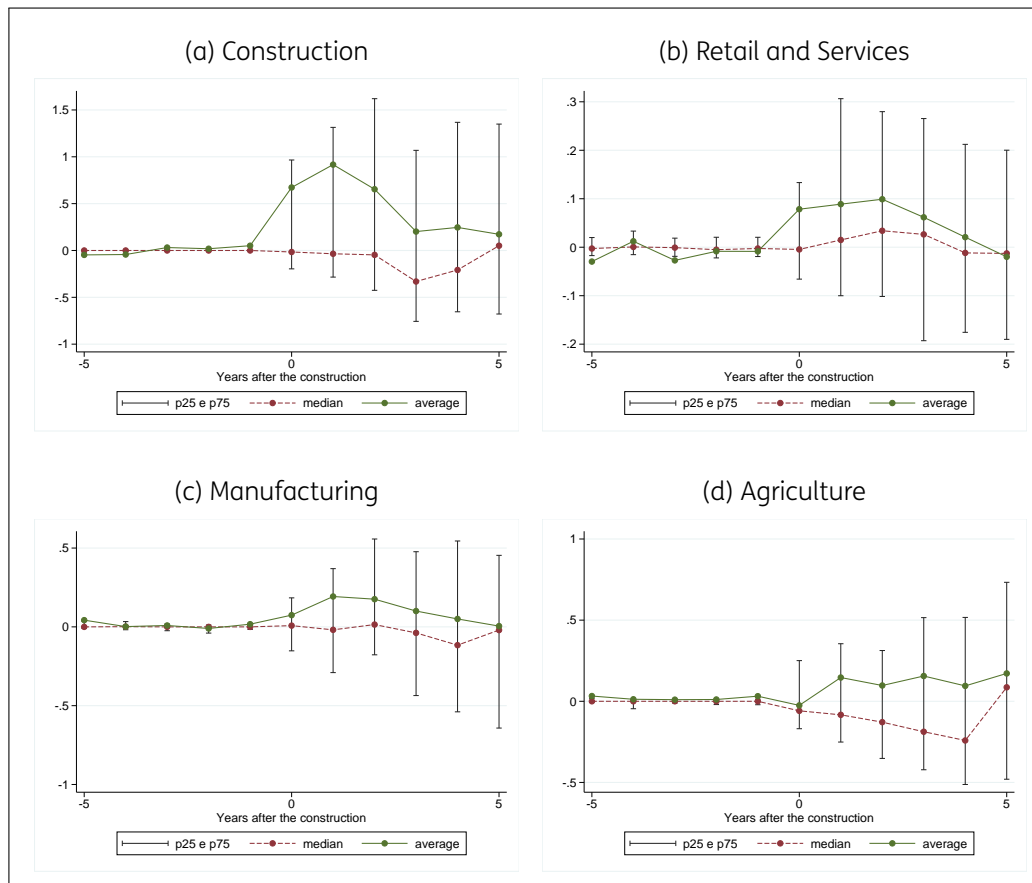 (a) Construction
1.5
1
.5
0
-.5
-1
-5
0
5
Years after the construction
p25 e p75
median
average
(b) Retail and Services
.3
.2
.1
0
-.1
-.2
-5
0
5
Years after the construction
p25 e p75
median
average
(c) Manufacturing
.5
0
-.5
-1
-5
0
5
Years after the construction
p25 e p75
median
average
(d) Agriculture
1
.5
0
-.5
-5
0
5
Years after the construction
p25 e p75
median
average